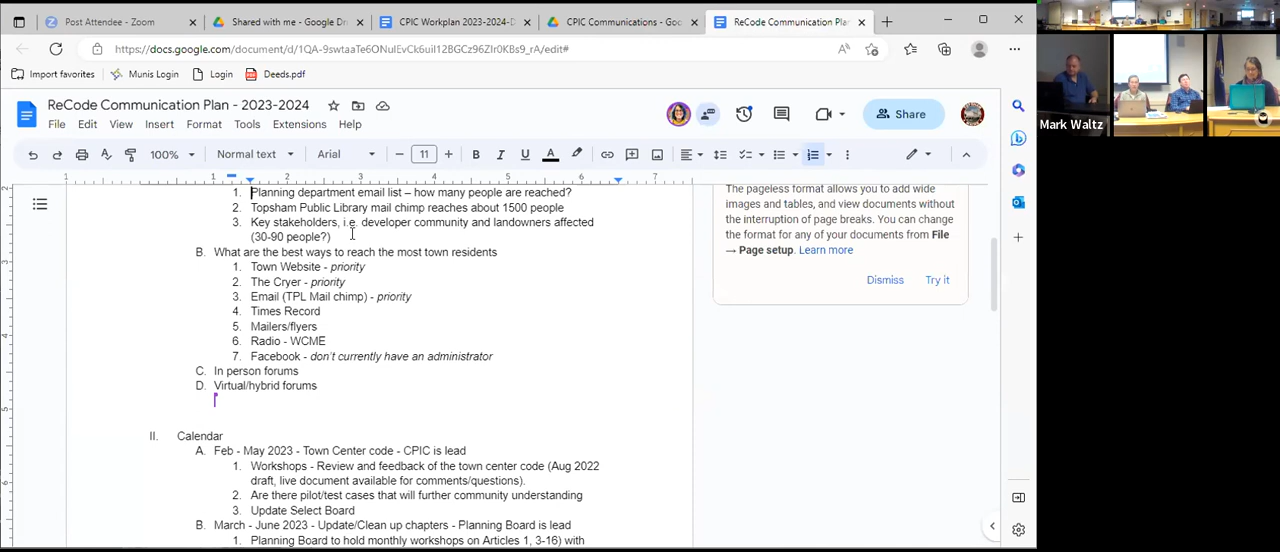 Post Attendee - Zoom
Shared with me - Google Dri
CPIC Workplan 2023-2024-D
CPIC Communications - Goo
ReCode Communication Plan
https://docs.google.com/document/d/
Import favorites
Munis Login
Login
Deeds.pdf
ReCode Communication Plan - 2023-2024
File Edit View Insert Format Tools Extensions Help
Share
100% Normal text Arial 11 B I U A
1 1 2 3 4 5 6 7
1. Planning department email list – how many people are reached?
2. Topsham Public Library mail chimp reaches about 1500 people
3. Key stakeholders, i.e. developer community and landowners affected
(30-90 people?)
B. What are the best ways to reach the most town residents
1. Town Website - priority
2. The Cryer - priority
3. Email (TPL Mail chimp) - priority
4. Times Record
5. Mailers/flyers
6. Radio - WCME
7. Facebook - don't currently have an administrator
C. In person forums
D. Virtual/hybrid forums
II. Calendar
A. Feb - May 2023 - Town Center code - CPIC is lead
1. Workshops - Review and feedback of the town center code (Aug 2022
draft, live document available for comments/questions).
2. Are there pilot/test cases that will further community understanding
3. Update Select Board
B. March - June 2023 - Update/Clean up chapters - Planning Board is lead
1. Planning Board to hold monthly workshops on Articles 1, 3-16) with
The pageless format allows you to add wide
images and tables, and view documents without
the interruption of page breaks. You can change
the format for any of your documents from File
→ Page setup. Learn more
Dismiss Try it
Mark Waltz